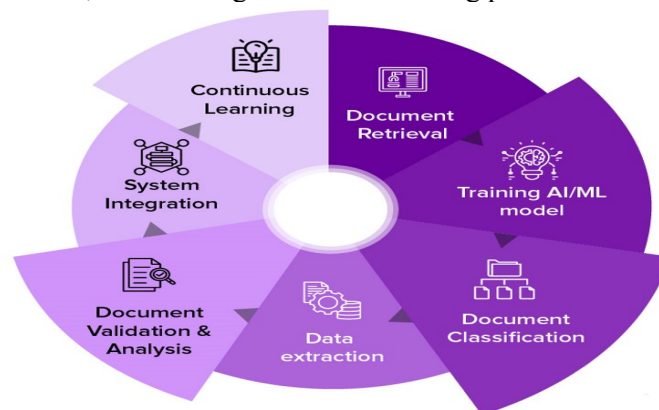 Document
Retrieval
Training AI/ML
model
Document
Classification
Data
extraction
Document
Validation &
Analysis
System
Integration
Continuous
Learning